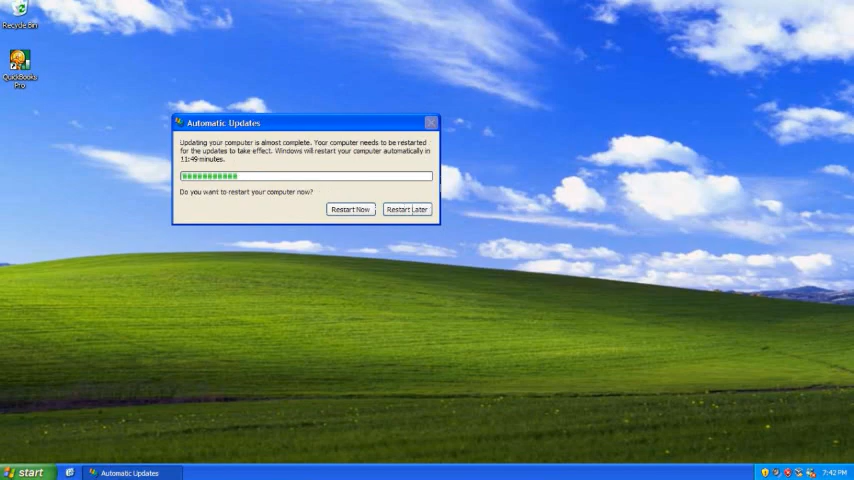 Recycle Bin
QuickBooks
Pro
Automatic Updates
Updating your computer is almost complete. Your computer needs to be restarted
for the updates to take effect. Windows will restart your computer automatically in
11:49 minutes.
Do you want to restart your computer now?
Restart Now
Restart Later
start
Automatic Updates
7:42 PM